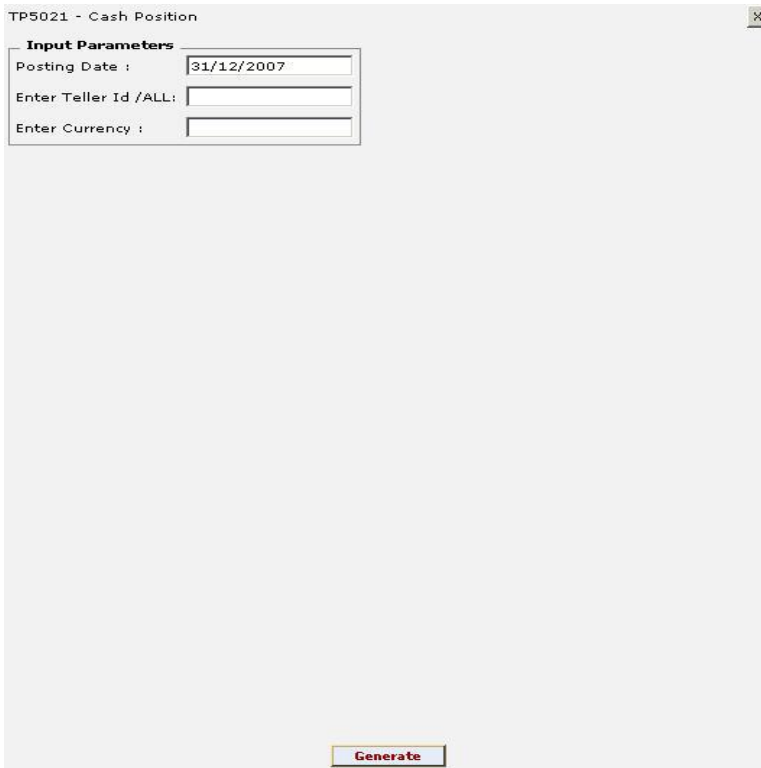 TP5021 - Cash Position
X
Input Parameters
Posting Date : 31/12/2007
Enter Teller Id /ALL:
Enter Currency :
Generate